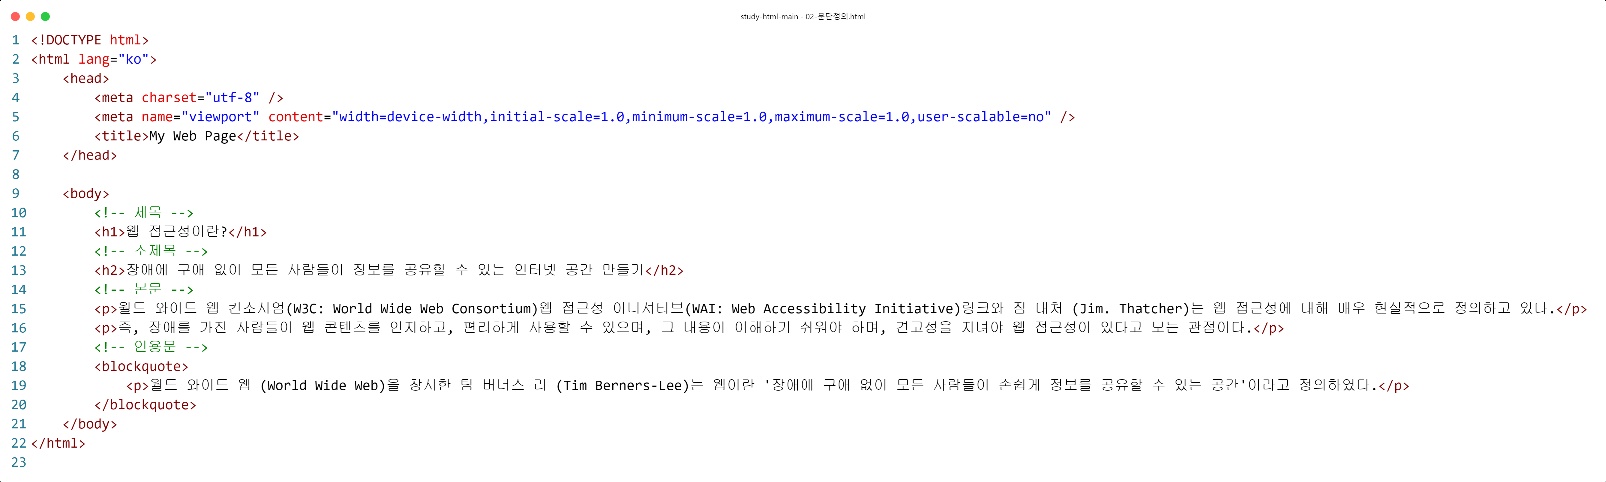 study-html-main - 02-문단정의.html
1 <!DOCTYPE html>
2 <html lang="ko">
3     <head>
4         <meta charset="utf-8" />
5         <meta name="viewport" content="width=device-width,initial-scale=1.0,minimum-scale=1.0,maximum-scale=1.0,user-scalable=no" />
6         <title>My Web Page</title>
7     </head>
8
9     <body>
10         <!-- 제목 -->
11         <h1>웹 접근성이란?</h1>
12         <!-- 소제목 -->
13         <h2>장애에 구애 없이 모든 사람들이 정보를 공유할 수 있는 인터넷 공간 만들기</h2>
14         <!-- 본문 -->
15         <p>월드 와이드 웹 컨소시엄(W3C: World Wide Web Consortium)웹 접근성 이니셔티브(WAI: Web Accessibility Initiative)링크와 짐 대처 (Jim. Thatcher)는 웹 접근성에 대해 매우 현실적으로 정의하고 있다.</p>
16         <p>즉, 장애를 가진 사람들이 웹 콘텐츠를 인지하고, 편리하게 사용할 수 있으며, 그 내용이 이해하기 쉬워야 하며, 견고성을 지녀야 웹 접근성이 있다고 보는 관점이다.</p>
17         <!-- 인용문 -->
18         <blockquote>
19             <p>월드 와이드 웹 (World Wide Web)을 창시한 팀 버너스 리 (Tim Berners-Lee)는 웹이란 '장애에 구애 없이 모든 사람들이 손쉽게 정보를 공유할 수 있는 공간'이라고 정의하였다.</p>
20         </blockquote>
21     </body>
22 </html>
23